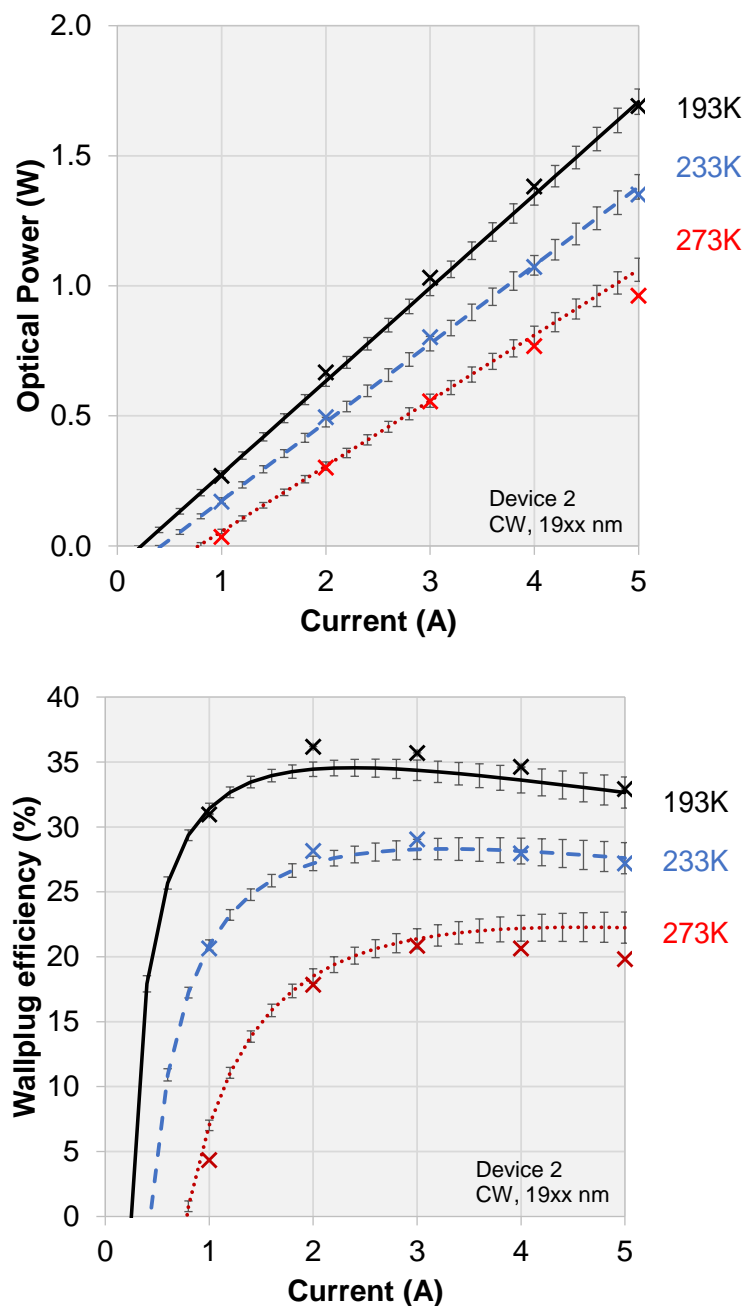 2.0
1.5
1.0
0.5
0.0
Optical Power (W)
193K
233K
273K
Device 2
CW, 19xx nm
0 1 2 3 4 5
Current (A)
40
35
30
25
20
15
10
5
0
Wallplug efficiency (%)
193K
233K
273K
Device 2
CW, 19xx nm
0 1 2 3 4 5
Current (A)